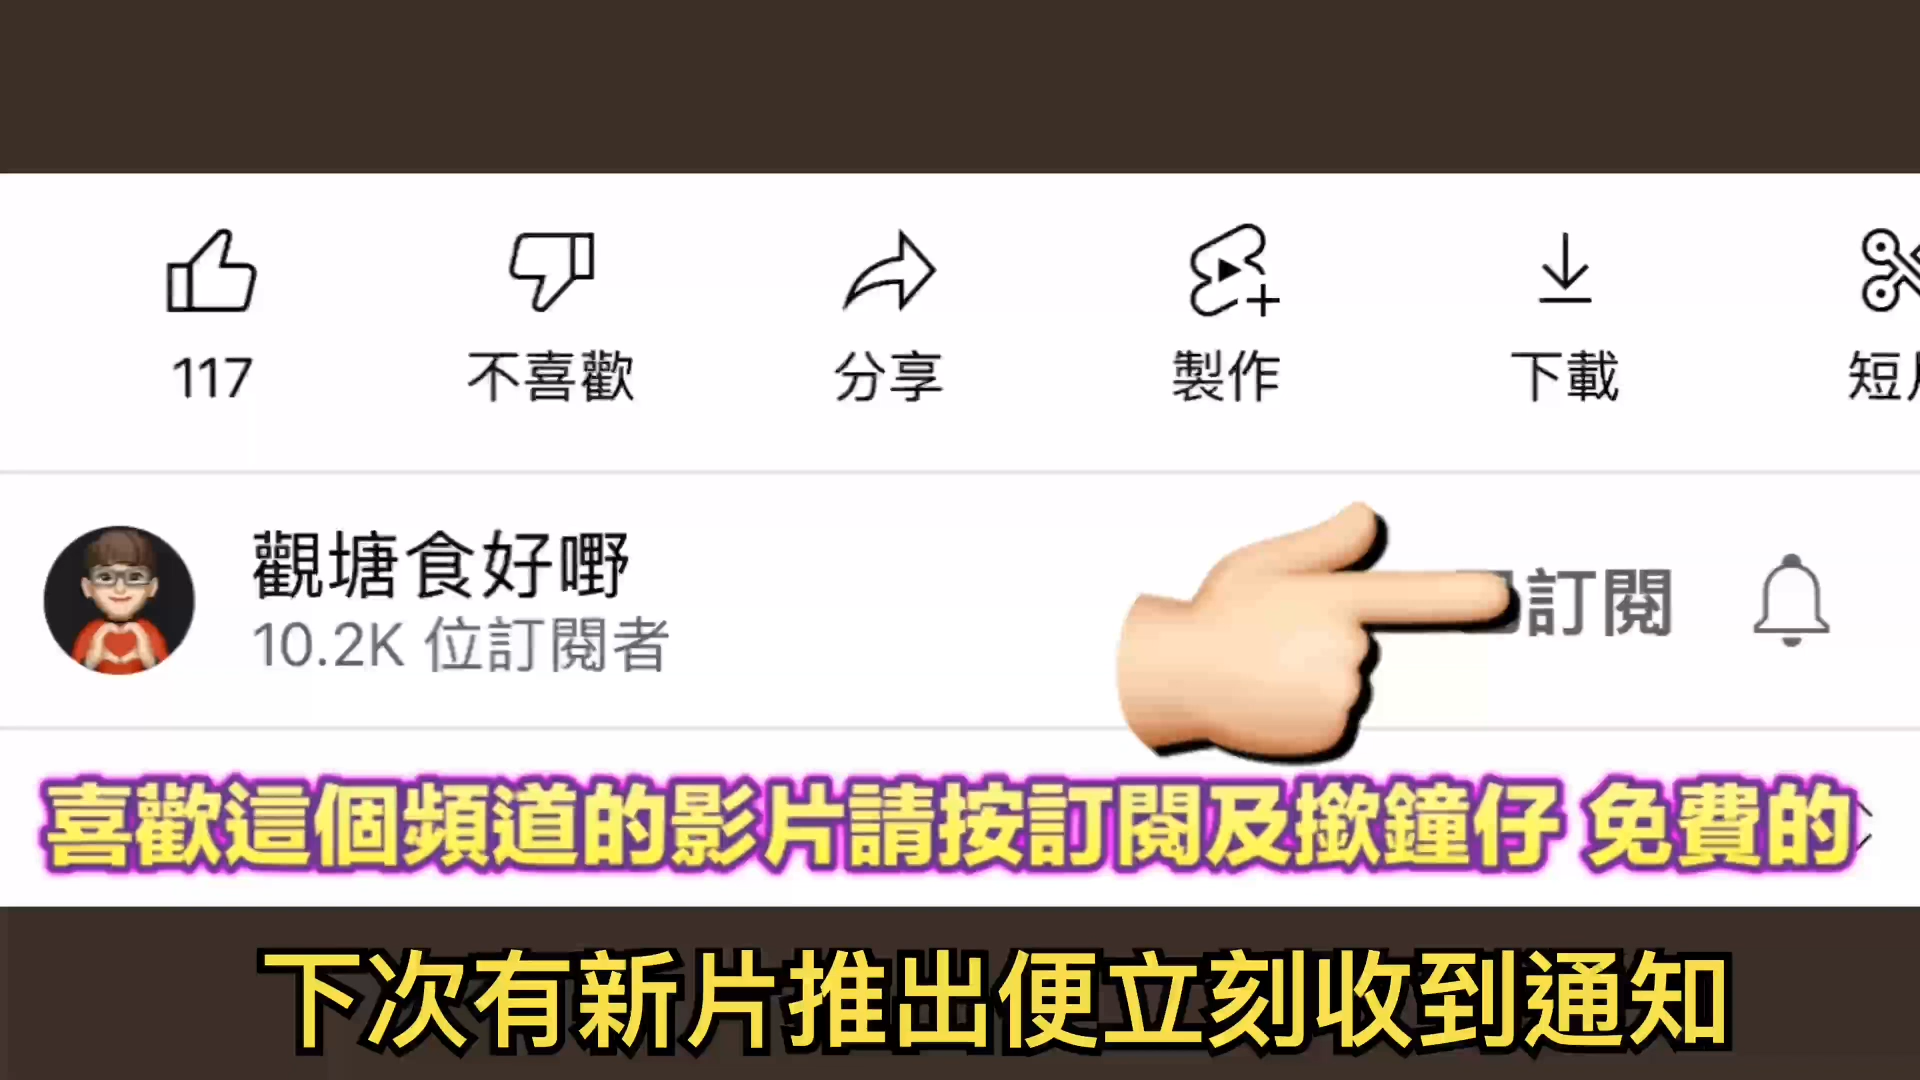 117 不喜歡 分享 製作 下載 短
觀塘食好嘢
10.2K 位訂閱者
訂閱
喜歡這個頻道的影片請按訂閱及撳鐘仔 免費的
下次有新片推出便立刻收到通知